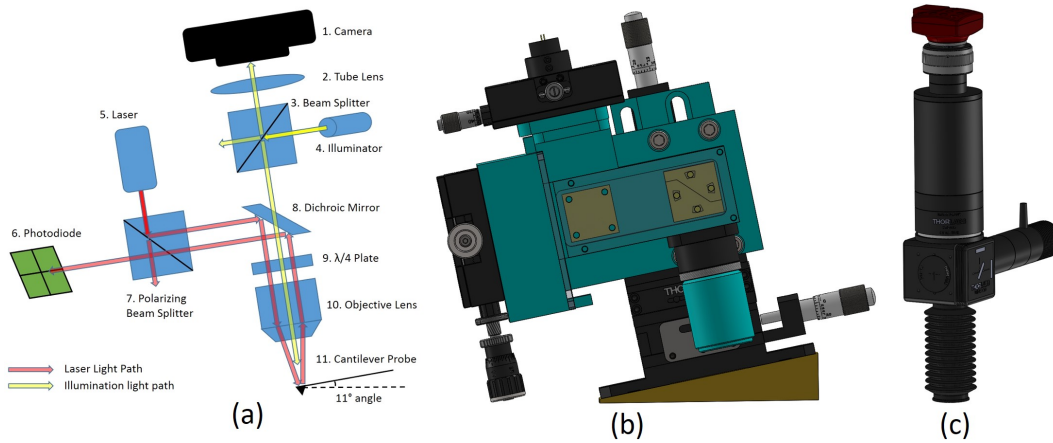 1. Camera
2. Tube Lens
3. Beam Splitter
5. Laser
4. Illuminator
8. Dichroic Mirror
6. Photodiode
9. λ/4 Plate
7. Polarizing
Beam Splitter
10. Objective Lens
11. Cantilever Probe
Laser Light Path
Illumination light path
11° angle
(a)
THOR
(b)
THOR
(c)